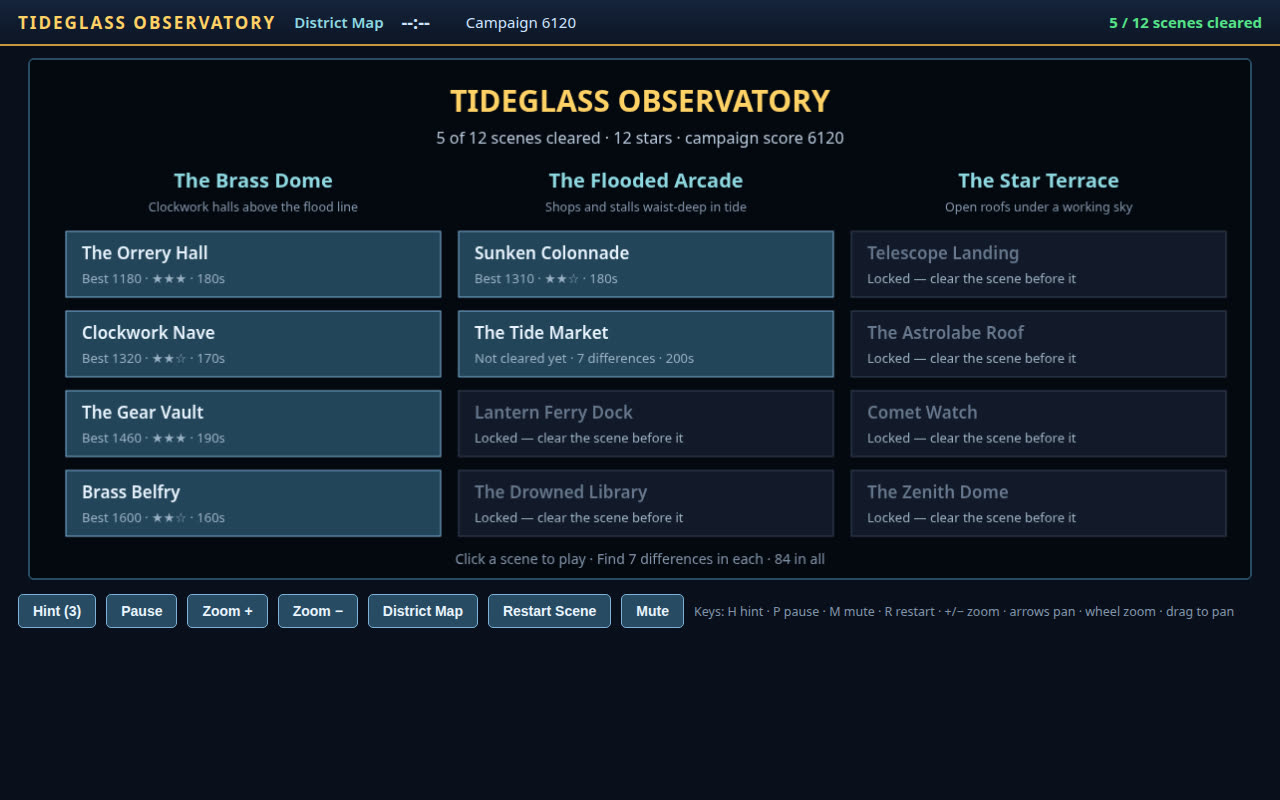 TIDEGLASS OBSERVATORY District Map --:-- Campaign 6120 5 / 12 scenes cleared
TIDEGLASS OBSERVATORY
5 of 12 scenes cleared · 12 stars · campaign score 6120
The Brass Dome
Clockwork halls above the flood line
The Orrery Hall
Best 1180 · ★★★ · 180s
Clockwork Nave
Best 1320 · ★★☆ · 170s
The Gear Vault
Best 1460 · ★★★ · 190s
Brass Belfry
Best 1600 · ★★☆ · 160s
The Flooded Arcade
Shops and stalls waist-deep in tide
Sunken Colonnade
Best 1310 · ★★☆ · 180s
The Tide Market
Not cleared yet · 7 differences · 200s
Lantern Ferry Dock
Locked — clear the scene before it
The Drowned Library
Locked — clear the scene before it
The Star Terrace
Open roofs under a working sky
Telescope Landing
Locked — clear the scene before it
The Astrolabe Roof
Locked — clear the scene before it
Comet Watch
Locked — clear the scene before it
The Zenith Dome
Locked — clear the scene before it
Click a scene to play · Find 7 differences in each · 84 in all
Hint (3) Pause Zoom + Zoom − District Map Restart Scene Mute Keys: H hint · P pause · M mute · R restart · +/− zoom · arrows pan · wheel zoom · drag to pan